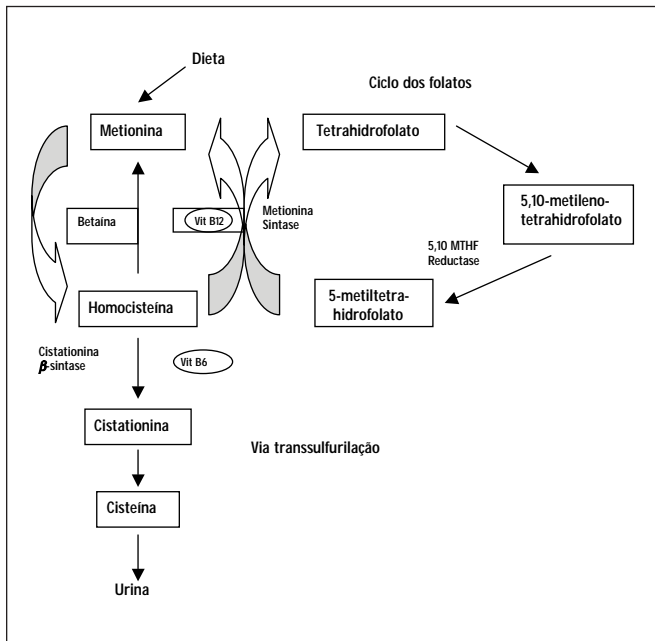 Dieta
Ciclo dos folatos
Metionina
Tetrahidrofolato
5,10-metileno-
tetrahidrofolato
Betaína
Vit B12
Metionina
Sintase
5,10 MTHF
Reductase
Homocisteína
5-metiltetra-
hidrofolato
Cistationina
β-sintase
Vit B6
Cistationina
Via transsulfurilação
Cisteína
Urina